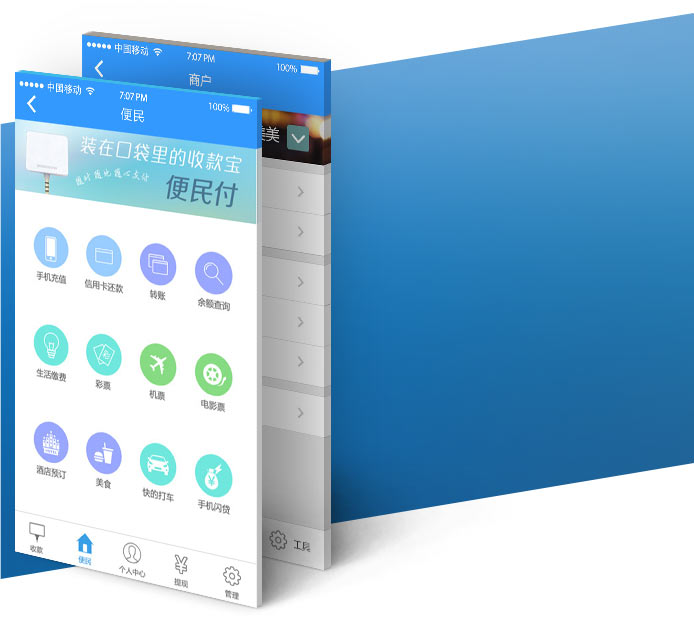 中国移动
7:07 PM
100%
商户
美美
工具
中国移动
7:07 PM
100%
便民
装在口袋里的收款宝
随时 随地 随心支付
便民付
手机充值
信用卡还款
转账
余额查询
生活缴费
彩
彩票
机票
电影票
酒店预订
美食
快的打车
手机闪贷
收款
便民
个人中心
提现
管理